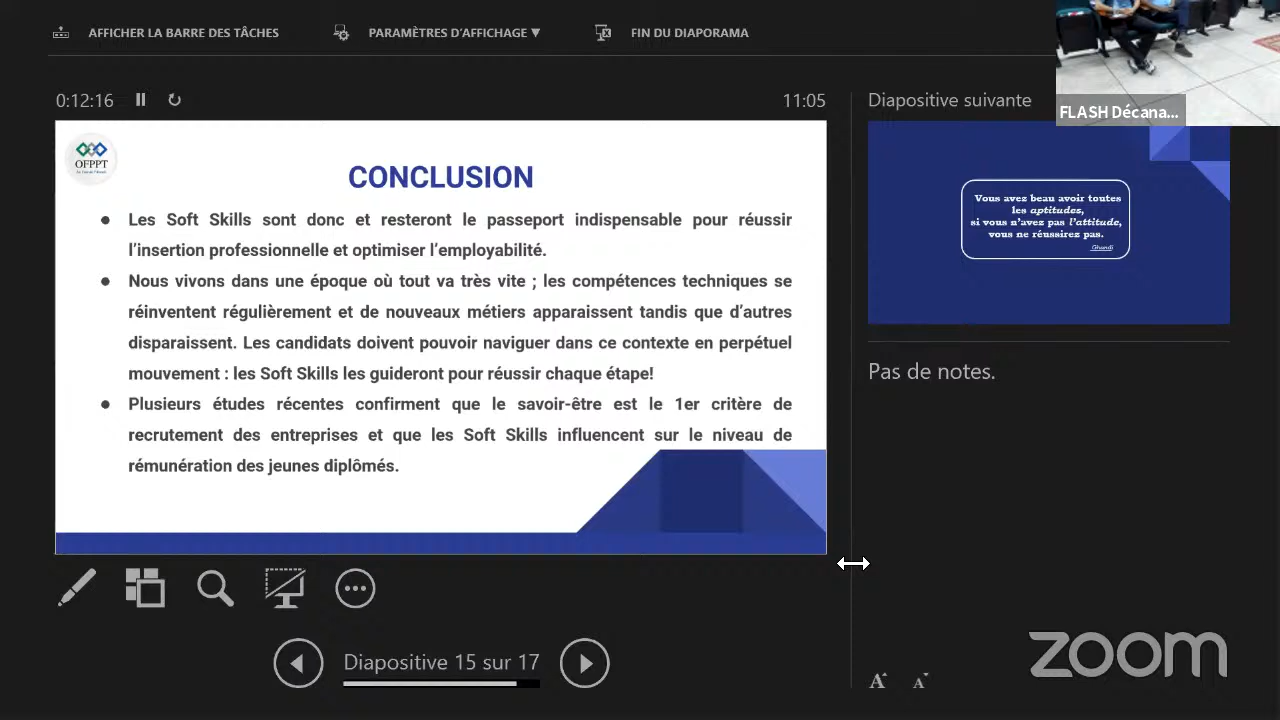 AFFICHER LA BARRE DES TÂCHES
PARAMÈTRES D'AFFICHAGE ▼
FIN DU DIAPORAMA
FLASH Décana...
0:12:16
11:05
Diapositive suivante
OFPPT
CONCLUSION
● Les Soft Skills sont donc et resteront le passeport indispensable pour réussir
l'insertion professionnelle et optimiser l'employabilité.
● Nous vivons dans une époque où tout va très vite ; les compétences techniques se
réinventent régulièrement et de nouveaux métiers apparaissent tandis que d'autres
disparaissent. Les candidats doivent pouvoir naviguer dans ce contexte en perpétuel
mouvement : les Soft Skills les guideront pour réussir chaque étape!
● Plusieurs études récentes confirment que le savoir-être est le 1er critère de
recrutement des entreprises et que les Soft Skills influencent sur le niveau de
rémunération des jeunes diplômés.
Vous avez beau avoir toutes
les aptitudes,
si vous n'avez pas l'attitude,
vous ne réussirez pas.
Ghandi
Pas de notes.
Diapositive 15 sur 17
A A
zoom